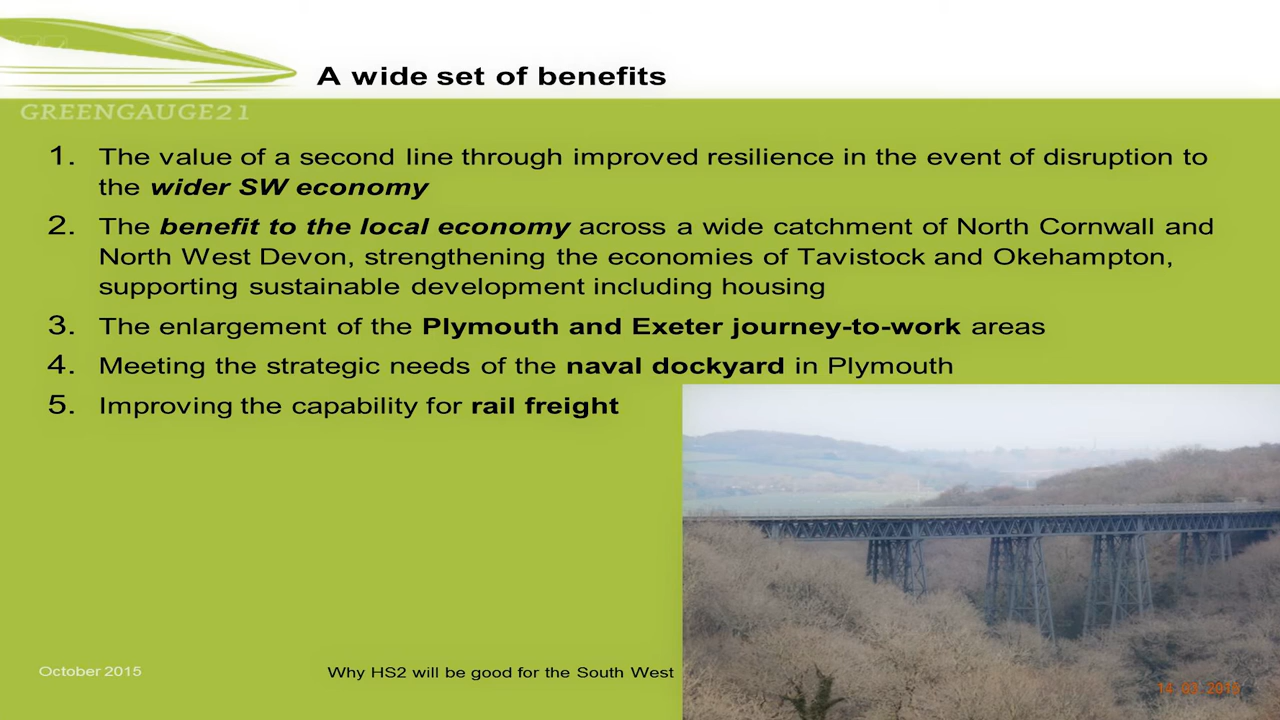 A wide set of benefits
GREENGAUGE21
1. The value of a second line through improved resilience in the event of disruption to
the wider SW economy
2. The benefit to the local economy across a wide catchment of North Cornwall and
North West Devon, strengthening the economies of Tavistock and Okehampton,
supporting sustainable development including housing
3. The enlargement of the Plymouth and Exeter journey-to-work areas
4. Meeting the strategic needs of the naval dockyard in Plymouth
5. Improving the capability for rail freight
October 2015
Why HS2 will be good for the South West